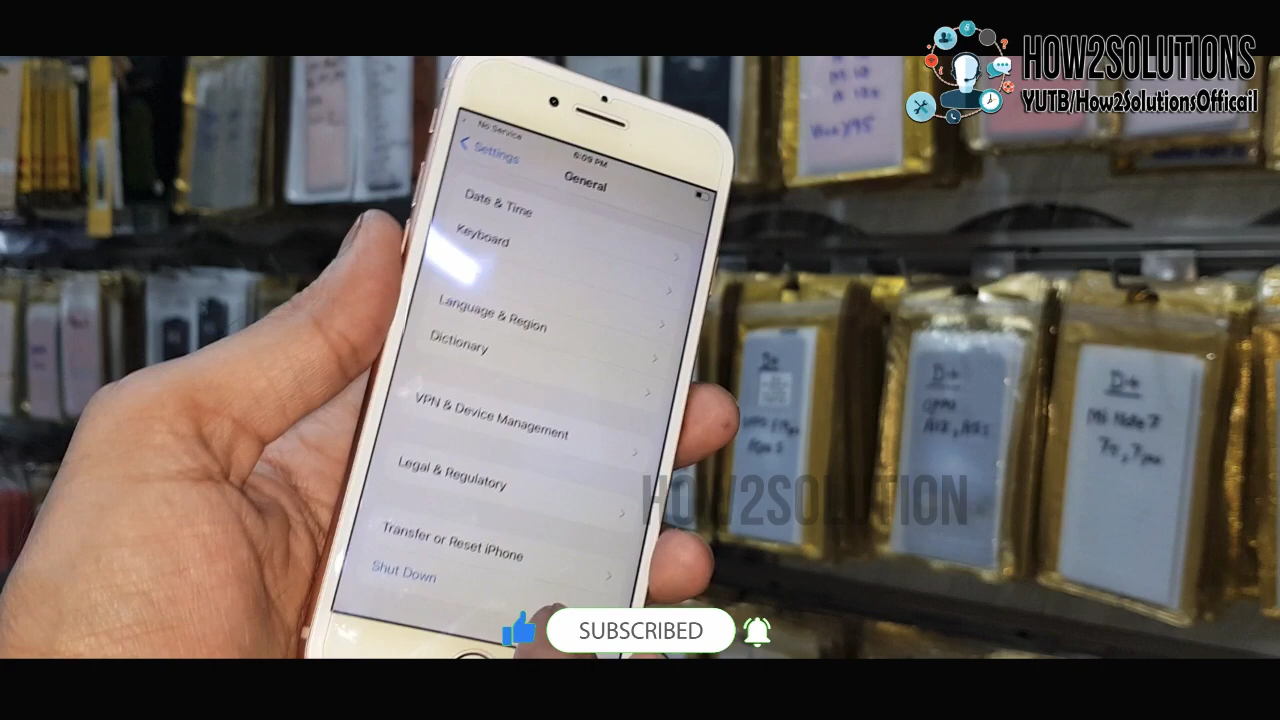 HOW2SOLUTIONS
YUTB/How2SolutionsOfficail
No Service
6:09 PM
Settings
General
Date & Time
Keyboard
Language & Region
Dictionary
VPN & Device Management
Legal & Regulatory
Transfer or Reset iPhone
Shut Down
HOW2SOLUTION
D+
D+
Mi Note 7
SUBSCRIBED